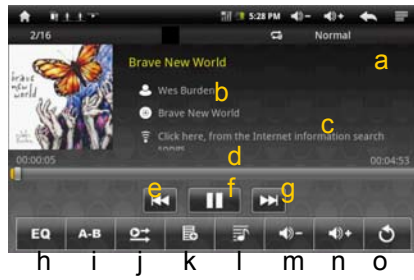 5:28 PM
2/16
Normal
Brave New World
a
Wes Burden
b
Brave New World
Click here, from the Internet information search
c
brave
new
world
00:00:05
d
00:04:53
e
f
g
EQ
A-B
h
i
j
k
l
m
n
o